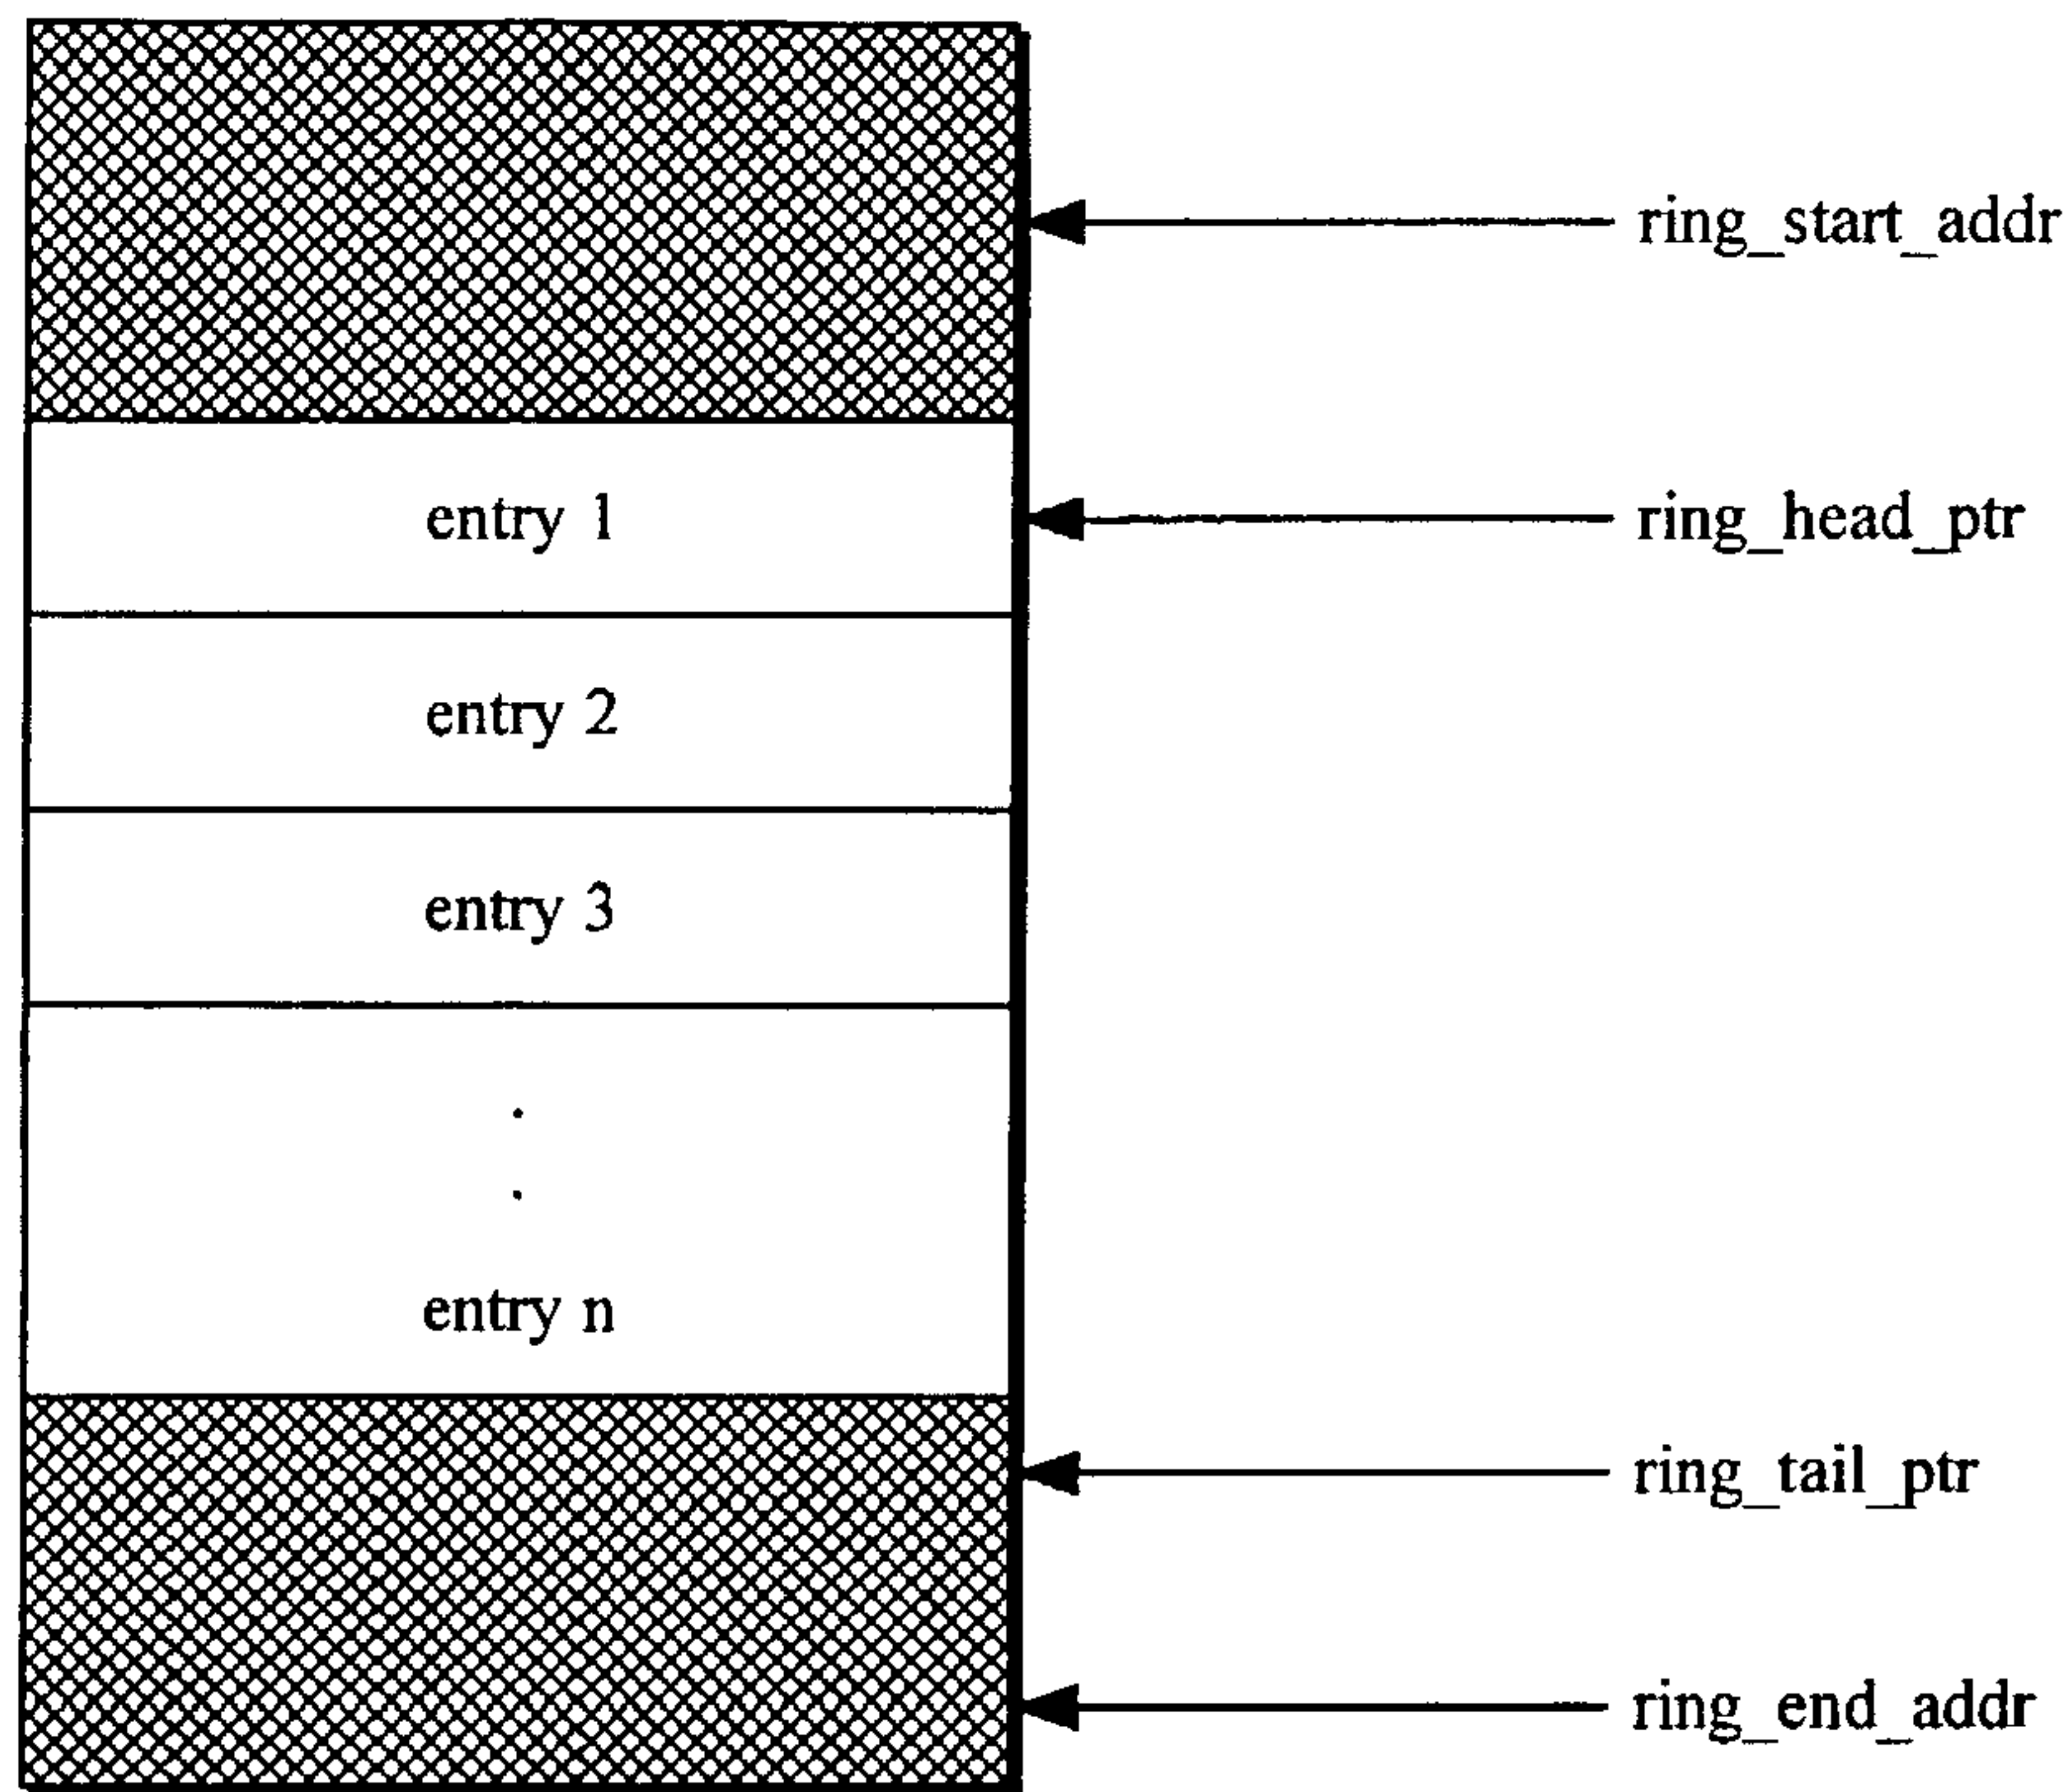 ring_start_addr
entry 1
ring_head_ptr
entry 2
entry 3
entry n
ring_tail_ptr
ring_end_addr